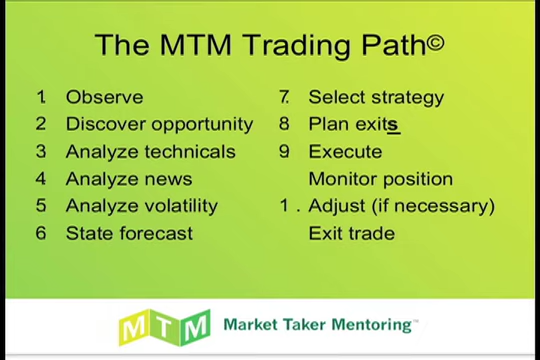 The MTM Trading Path©
1. Observe
2 Discover opportunity
3 Analyze technicals
4 Analyze news
5 Analyze volatility
6 State forecast
7. Select strategy
8 Plan exits
9 Execute
Monitor position
1 . Adjust (if necessary)
Exit trade
MTM Market Taker Mentoring™